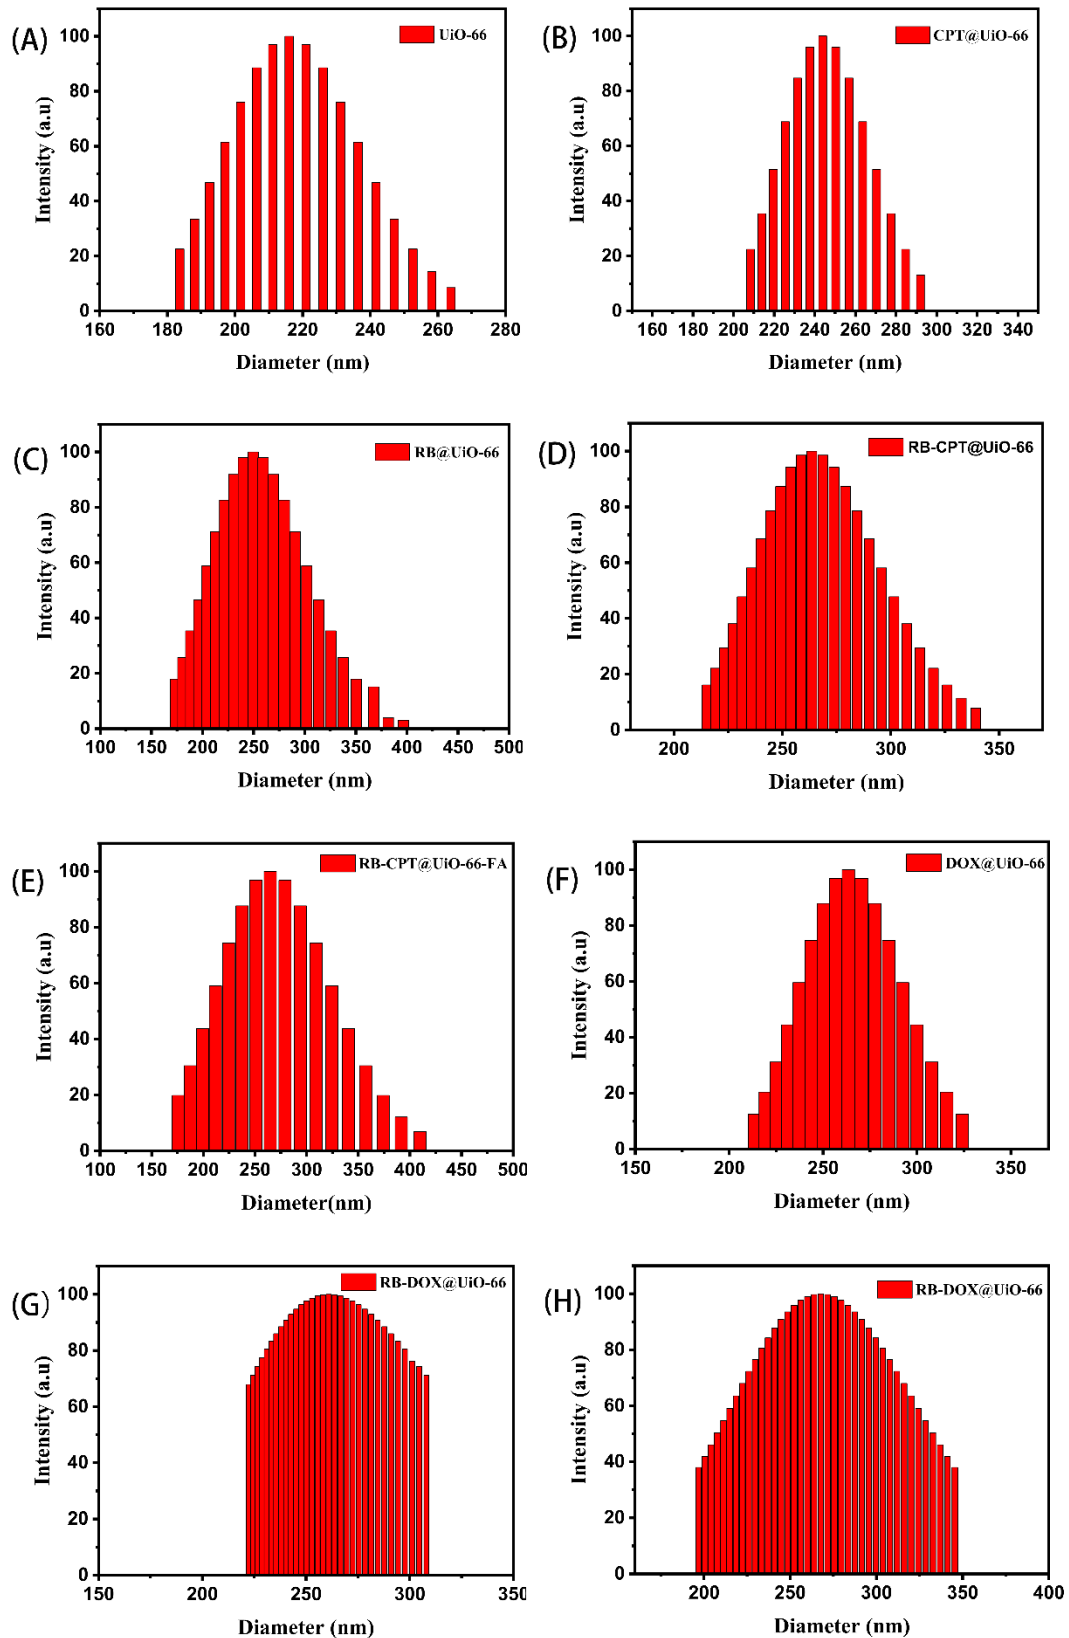 (A)
UiO-66
Intensity (a.u)
100
80
60
40
20
0
160 180 200 220 240 260 280
Diameter (nm)
(B)
CPT@UiO-66
Intensity (a.u)
100
80
60
40
20
0
160 180 200 220 240 260 280 300 320 340
Diameter (nm)
(C)
RB@UiO-66
Intensity (a.u)
100
80
60
40
20
0
100 150 200 250 300 350 400 450 500
Diameter (nm)
(D)
RB-CPT@UiO-66
Intensity (a.u)
100
80
60
40
20
0
200 250 300 350
Diameter (nm)
(E)
RB-CPT@UiO-66-FA
Intensity (a.u)
100
80
60
40
20
0
100 150 200 250 300 350 400 450 500
Diameter(nm)
(F)
DOX@UiO-66
Intensity (a.u)
100
80
60
40
20
0
150 200 250 300 350
Diameter (nm)
(G)
RB-DOX@UiO-66
Intensity (a.u)
100
80
60
40
20
0
150 200 250 300 350
Diameter (nm)
(H)
RB-DOX@UiO-66
Intensity (a.u)
100
80
60
40
20
0
200 250 300 350 400
Diameter (nm)